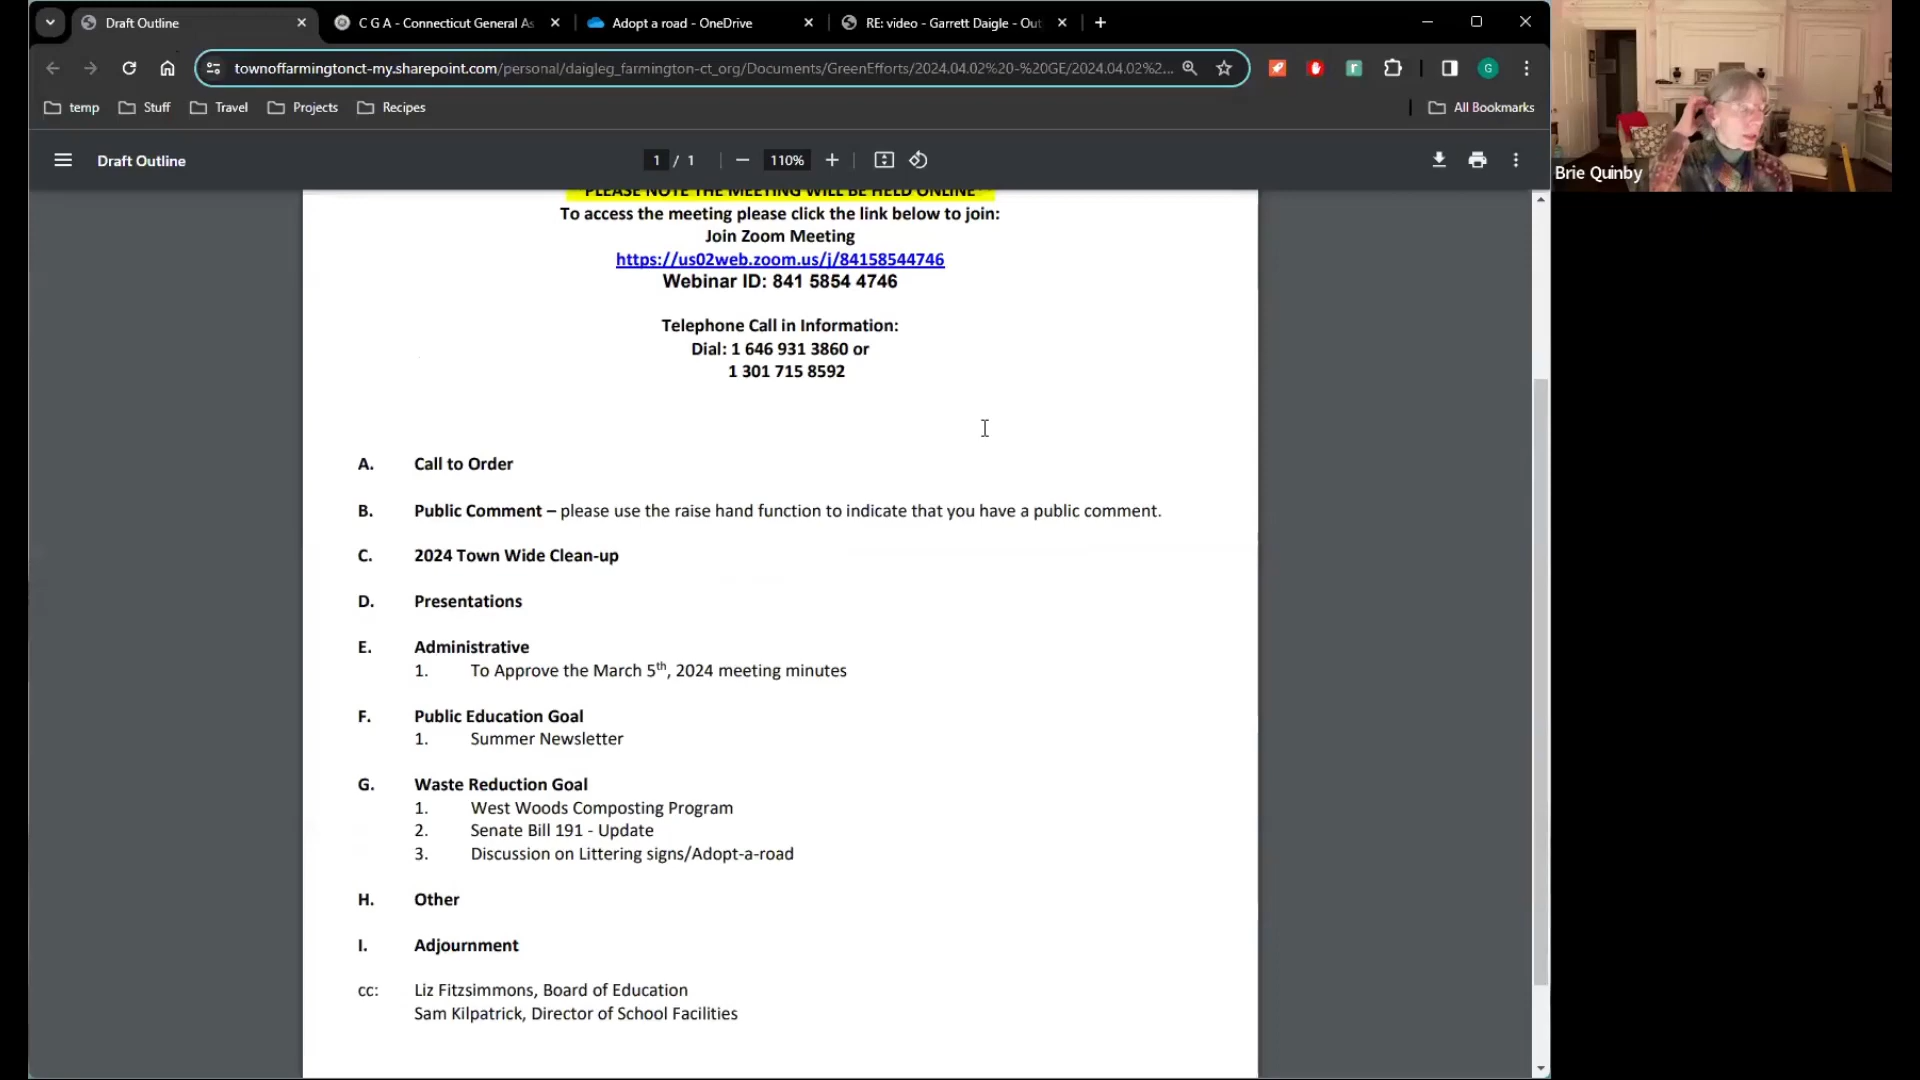 Draft Outline
C G A - Connecticut General As
Adopt a road - OneDrive
RE: video - Garrett Daigle - Out
townoffarmingtonct-my.sharepoint.com/personal/daigleg_farmington-ct_org/Documents/GreenEfforts/2024.04.02%20-%20GE/2024.04.02%2...
G
temp
Stuff
Travel
Projects
Recipes
All Bookmarks
Draft Outline
1 / 1
110%
Brie Quinby
PLEASE NOTE THE MEETING WILL BE HELD ONLINE
To access the meeting please click the link below to join:
Join Zoom Meeting
https://us02web.zoom.us/j/84158544746
Webinar ID: 841 5854 4746
Telephone Call in Information:
Dial: 1 646 931 3860 or
1 301 715 8592
A. Call to Order
B. Public Comment – please use the raise hand function to indicate that you have a public comment.
C. 2024 Town Wide Clean-up
D. Presentations
E. Administrative
1. To Approve the March 5th, 2024 meeting minutes
F. Public Education Goal
1. Summer Newsletter
G. Waste Reduction Goal
1. West Woods Composting Program
2. Senate Bill 191 - Update
3. Discussion on Littering signs/Adopt-a-road
H. Other
I. Adjournment
cc: Liz Fitzsimmons, Board of Education
Sam Kilpatrick, Director of School Facilities